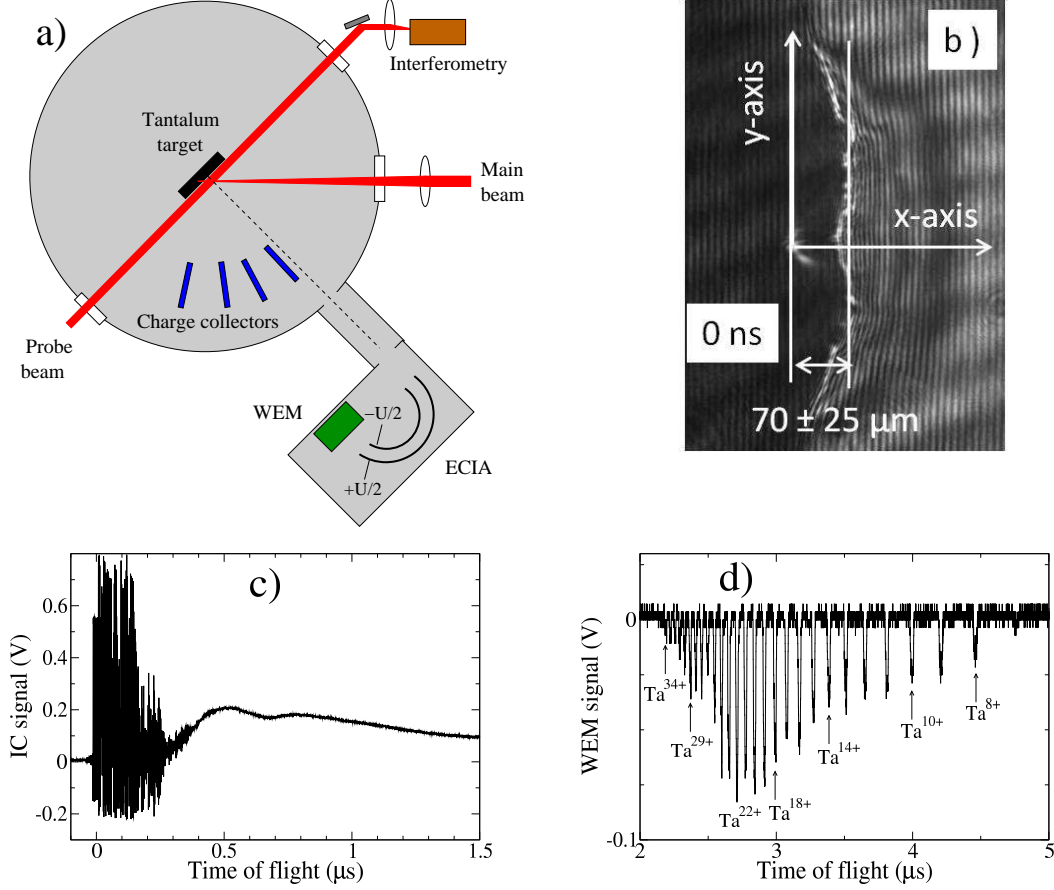 a)
Interferometry
Tantalum
target
Main
beam
Charge collectors
Probe
beam
WEM
−U/2
ECIA
+U/2
b )
y-axis
x-axis
0 ns
70 ± 25 µm
c)
IC signal (V)
0.6
0.4
0.2
0
-0.2
0 0.5 1 1.5
Time of flight (µs)
d)
WEM signal (V)
0
-0.1
Ta34+
Ta29+
Ta22+
Ta18+
Ta14+
Ta10+
Ta8+
2 3 4 5
Time of flight (µs)